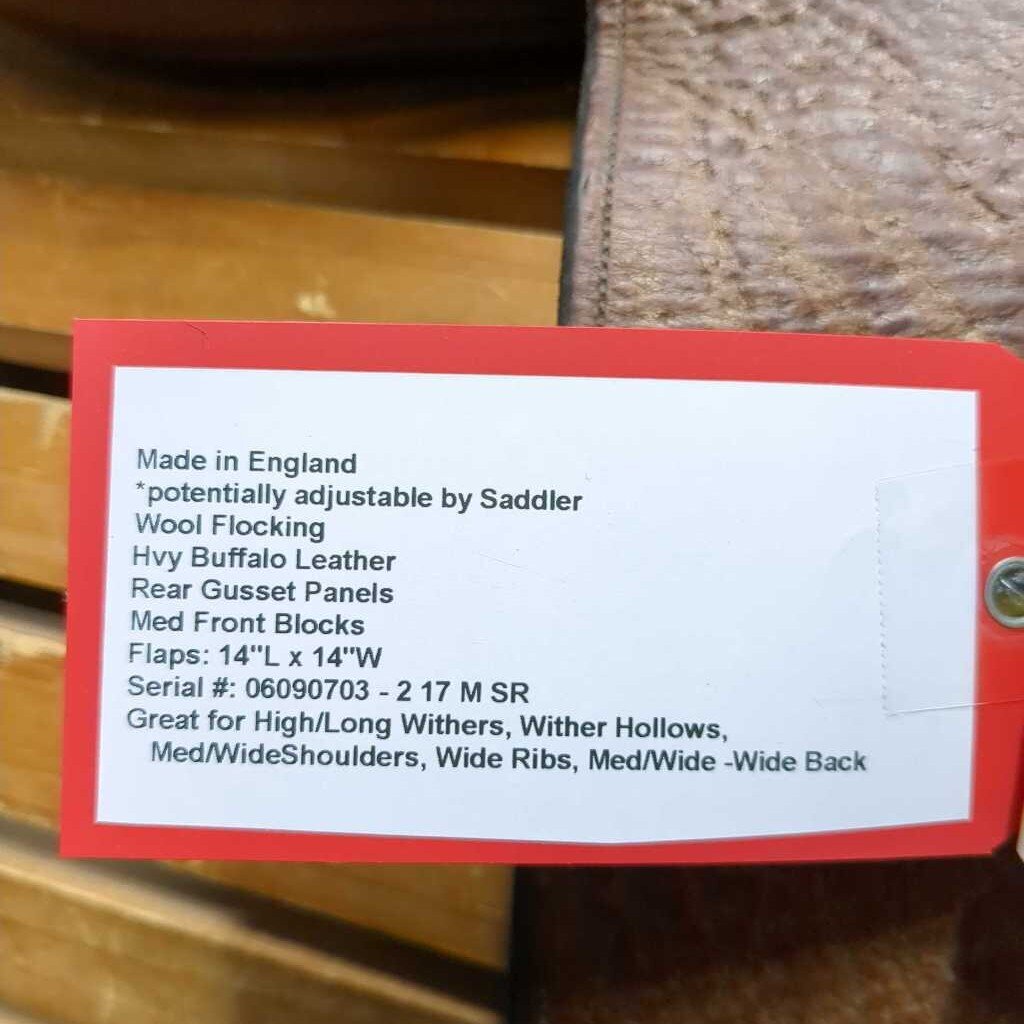 Made in England
*potentially adjustable by Saddler
Wool Flocking
Hvy Buffalo Leather
Rear Gusset Panels
Med Front Blocks
Flaps: 14"L x 14"W
Serial #: 06090703 - 2 17 M SR
Great for High/Long Withers, Wither Hollows,
Med/WideShoulders, Wide Ribs, Med/Wide -Wide Back